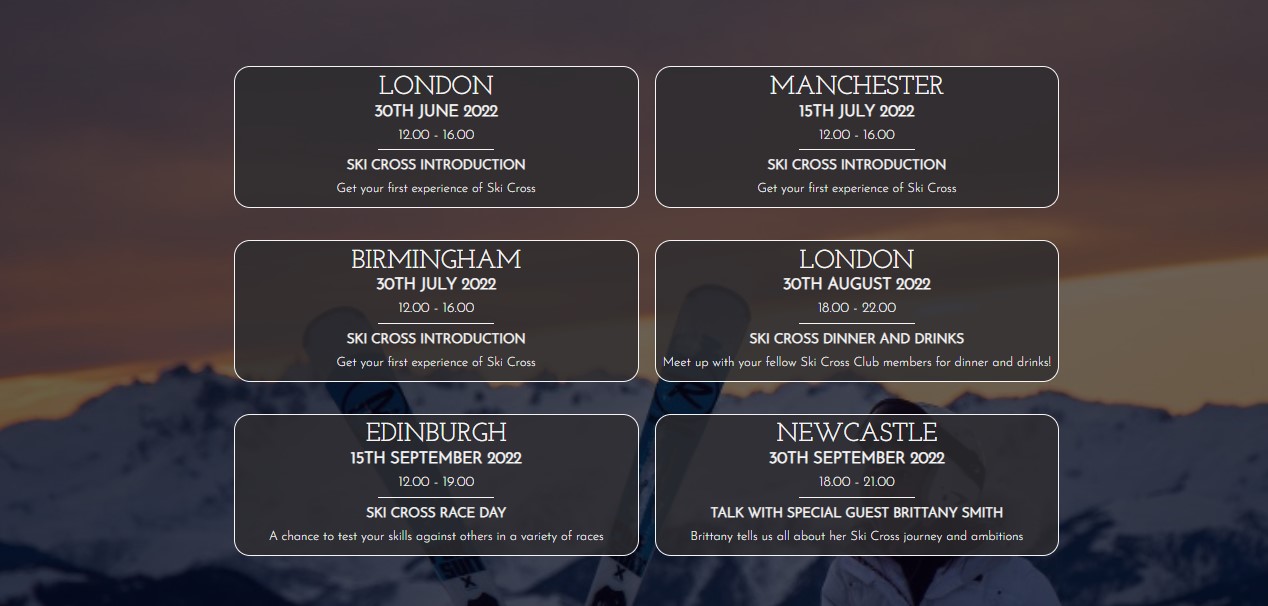 LONDON
30TH JUNE 2022
12.00 - 16.00
SKI CROSS INTRODUCTION
Get your first experience of Ski Cross
MANCHESTER
15TH JULY 2022
12.00 - 16.00
SKI CROSS INTRODUCTION
Get your first experience of Ski Cross
BIRMINGHAM
30TH JULY 2022
12.00 - 16.00
SKI CROSS INTRODUCTION
Get your first experience of Ski Cross
LONDON
30TH AUGUST 2022
18.00 - 22.00
SKI CROSS DINNER AND DRINKS
Meet up with your fellow Ski Cross Club members for dinner and drinks!
EDINBURGH
15TH SEPTEMBER 2022
12.00 - 19.00
SKI CROSS RACE DAY
A chance to test your skills against others in a variety of races
NEWCASTLE
30TH SEPTEMBER 2022
18.00 - 21.00
TALK WITH SPECIAL GUEST BRITTANY SMITH
Brittany tells us all about her Ski Cross journey and ambitions